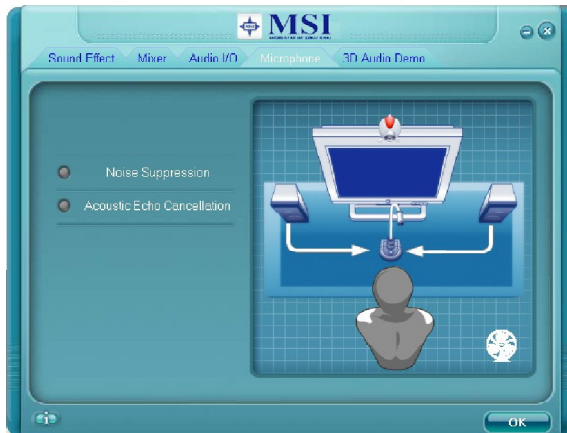 MSI
Sound Effect Mixer Audio I/O Microphone 3D Audio Demo
Noise Suppression
Acoustic Echo Cancellation
OK